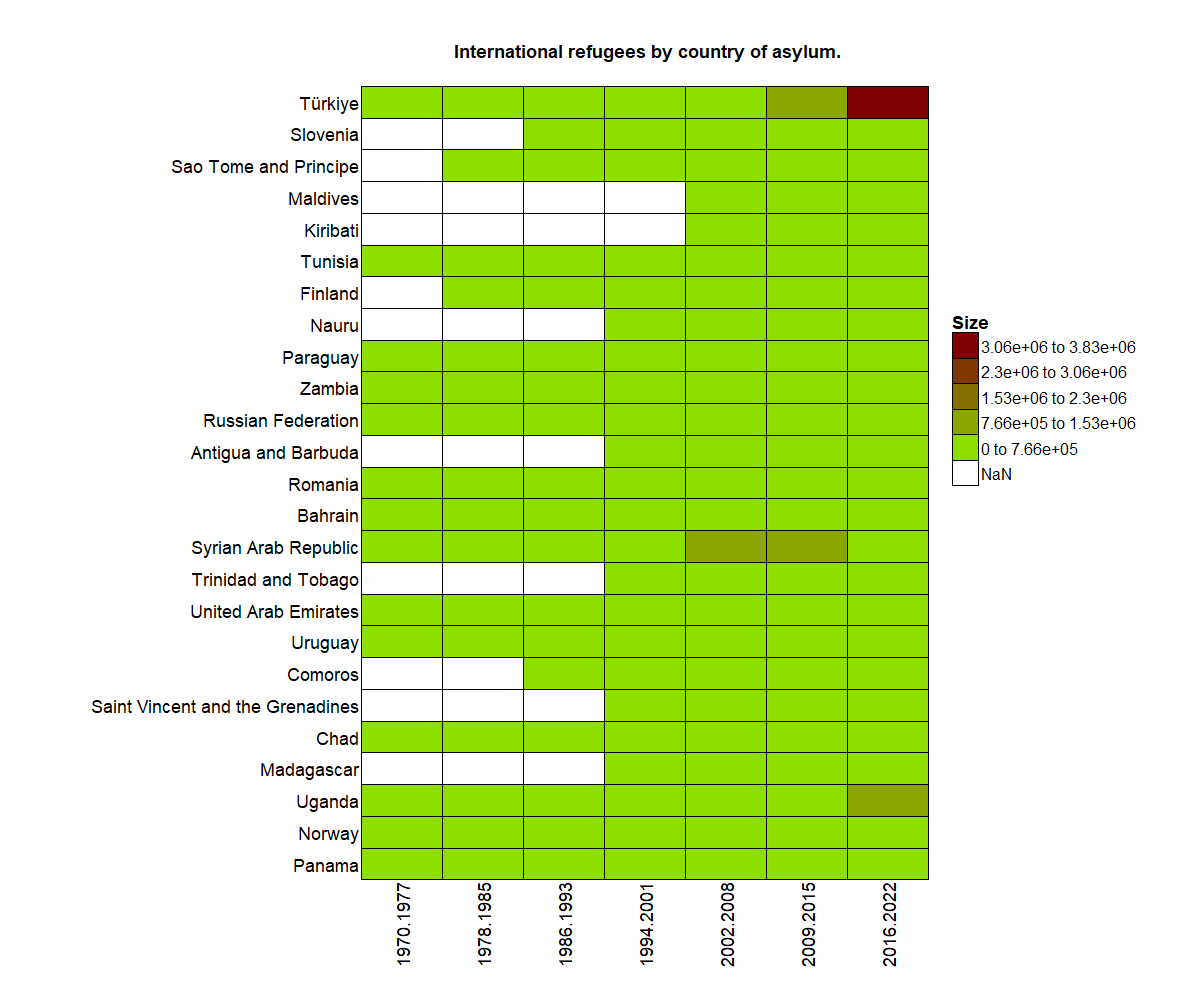 International refugees by country of asylum.
Türkiye
Slovenia
Sao Tome and Principe
Maldives
Kiribati
Tunisia
Finland
Nauru
Paraguay
Zambia
Russian Federation
Antigua and Barbuda
Romania
Bahrain
Syrian Arab Republic
Trinidad and Tobago
United Arab Emirates
Uruguay
Comoros
Saint Vincent and the Grenadines
Chad
Madagascar
Uganda
Norway
Panama
1970.1977
1978.1985
1986.1993
1994.2001
2002.2008
2009.2015
2016.2022
Size
3.06e+06 to 3.83e+06
2.3e+06 to 3.06e+06
1.53e+06 to 2.3e+06
7.66e+05 to 1.53e+06
0 to 7.66e+05
NaN